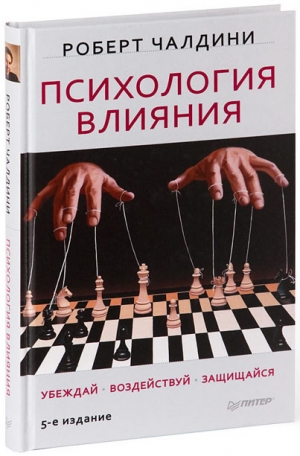 РОБЕРТ ЧАЛДИНИ
ПСИХОЛОГИЯ
ВЛИЯНИЯ
УБЕЖДАЙ · ВОЗДЕЙСТВУЙ · ЗАЩИЩАЙСЯ
5-е издание
ПИТЕР
РОБЕРТ ЧАЛДИНИ
ПСИХОЛОГИЯ ВЛИЯНИЯ